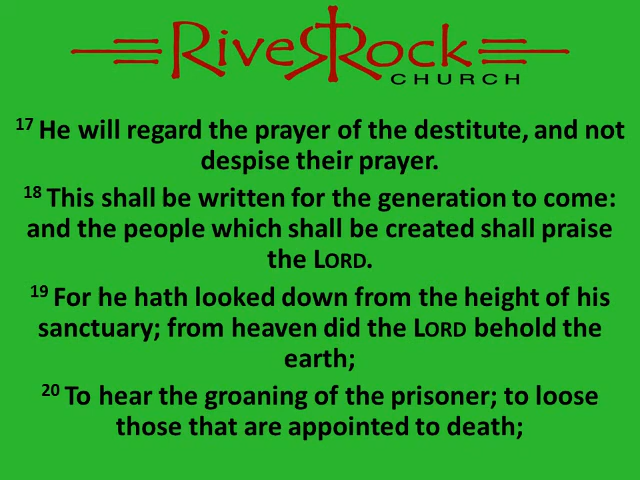 RiveRRock
CHURCH
17 He will regard the prayer of the destitute, and not
despise their prayer.
18 This shall be written for the generation to come:
and the people which shall be created shall praise
the LORD.
19 For he hath looked down from the height of his
sanctuary; from heaven did the LORD behold the
earth;
20 To hear the groaning of the prisoner; to loose
those that are appointed to death;